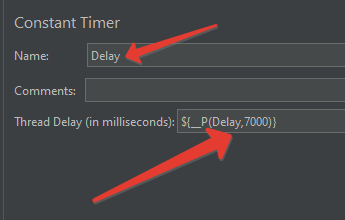 Constant Timer
Name: Delay
Comments:
Thread Delay (in milliseconds): ${__P(Delay,7000)}